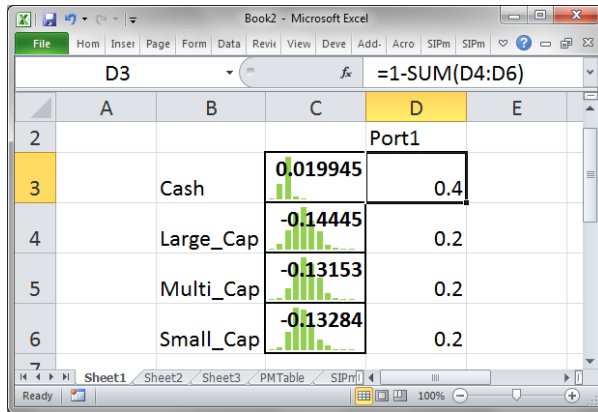 Book2 - Microsoft Excel
File Hom Inser Page Form Data Revie View Deve Add- Acro SIPm SIPm
D3 fx =1-SUM(D4:D6)
A B C D E
2 Port1
3 Cash 0.019945 0.4
4 Large_Cap -0.14445 0.2
5 Multi_Cap -0.13153 0.2
6 Small_Cap -0.13284 0.2
Sheet1 Sheet2 Sheet3 PMTable SIPm
Ready 100%